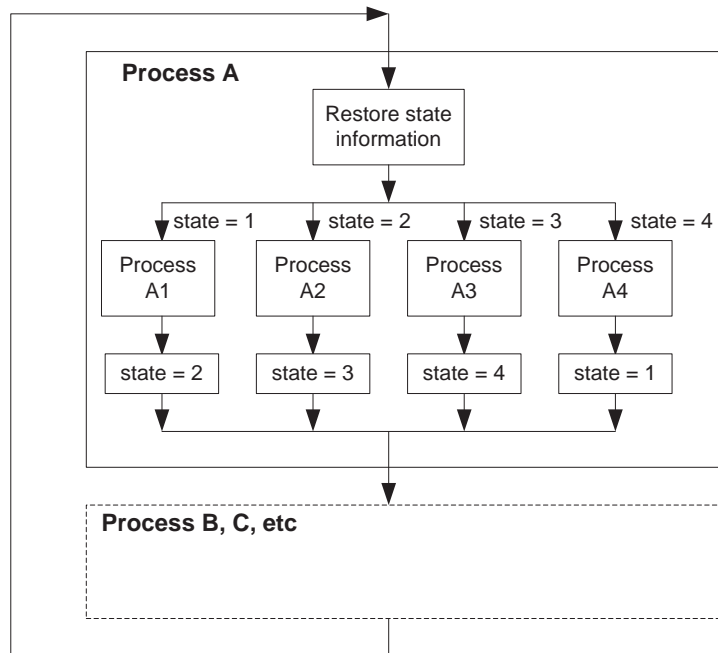 Process A
Restore state
information
state = 1
state = 2
state = 3
state = 4
Process
A1
Process
A2
Process
A3
Process
A4
state = 2
state = 3
state = 4
state = 1
Process B, C, etc